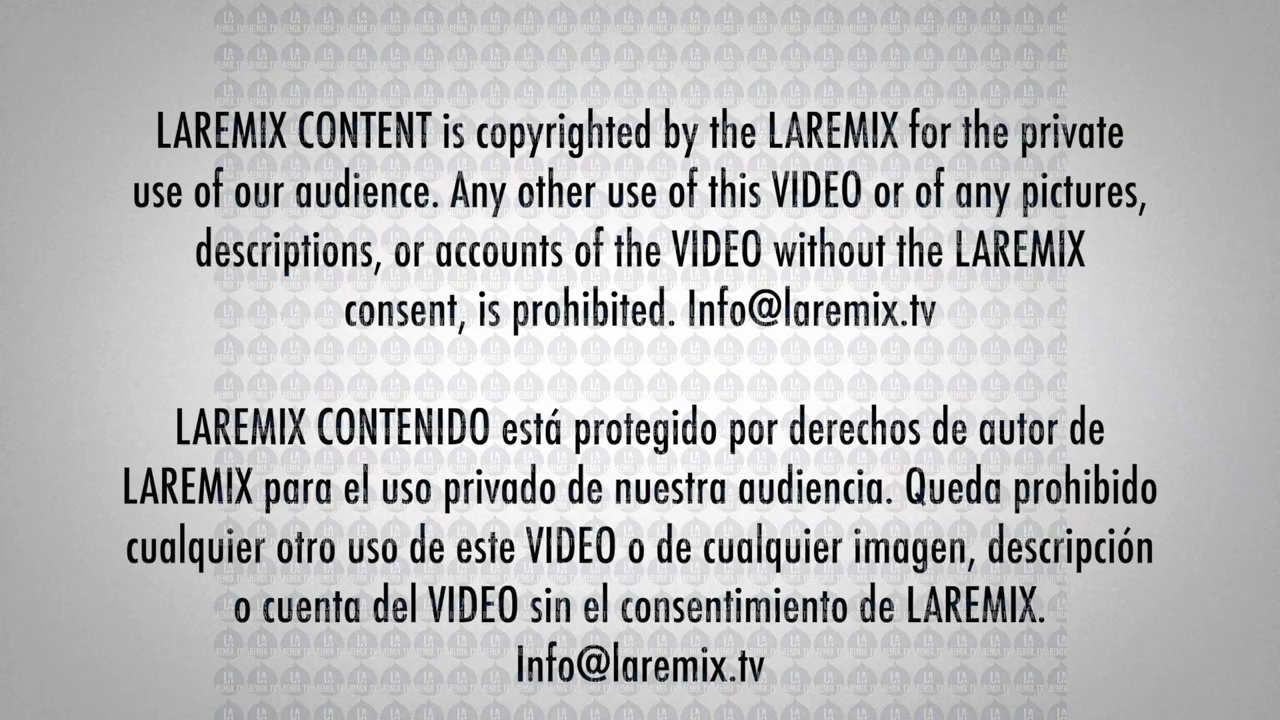 LAREMIX CONTENT is copyrighted by the LAREMIX for the private
use of our audience. Any other use of this VIDEO or of any pictures,
descriptions, or accounts of the VIDEO without the LAREMIX
consent, is prohibited. Info@laremix.tv
LAREMIX CONTENIDO está protegido por derechos de autor de
LAREMIX para el uso privado de nuestra audiencia. Queda prohibido
cualquier otro uso de este VIDEO o de cualquier imagen, descripción
o cuenta del VIDEO sin el consentimiento de LAREMIX.
Info@laremix.tv